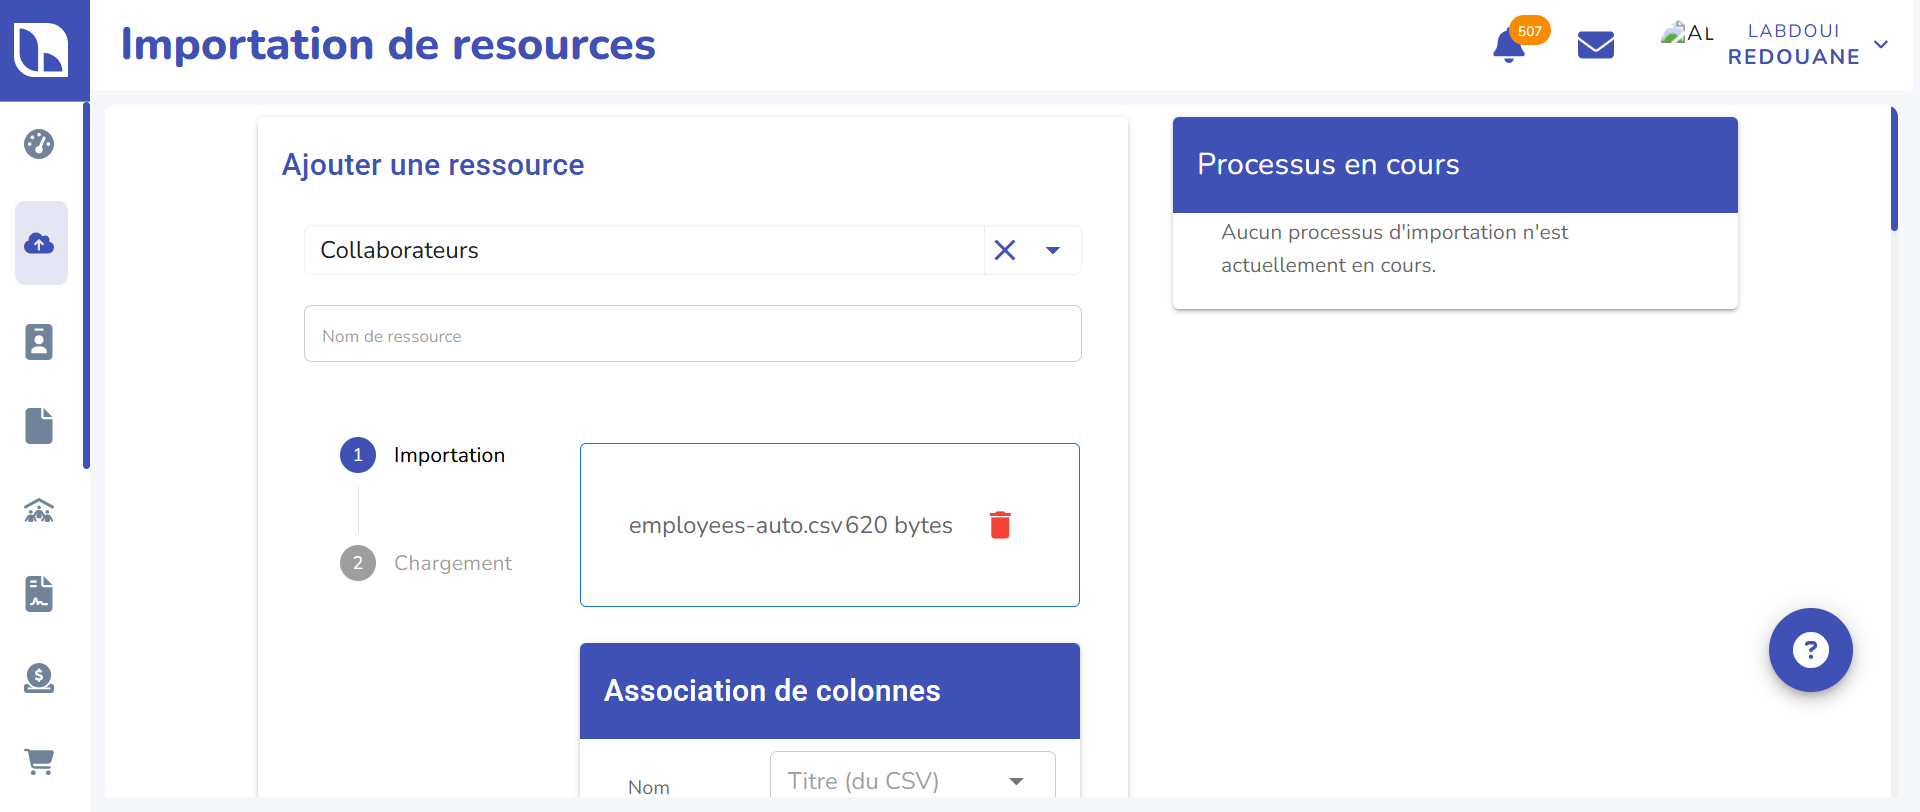 Importation de resources
507
AL
LABDOUI
REDOUANE
Ajouter une ressource
Collaborateurs
Nom de ressource
1 Importation
2 Chargement
employees-auto.csv 620 bytes
Association de colonnes
Nom
Titre (du CSV)
Processus en cours
Aucun processus d'importation n'est
actuellement en cours.
?